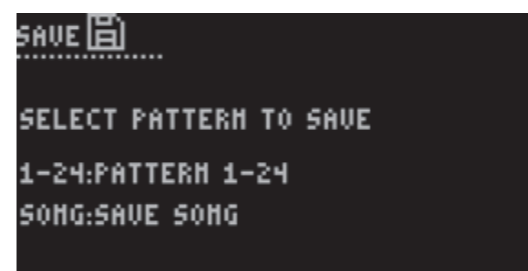 SAVE
SELECT PATTERN TO SAVE
1-24:PATTERN 1-24
SONG:SAVE SONG